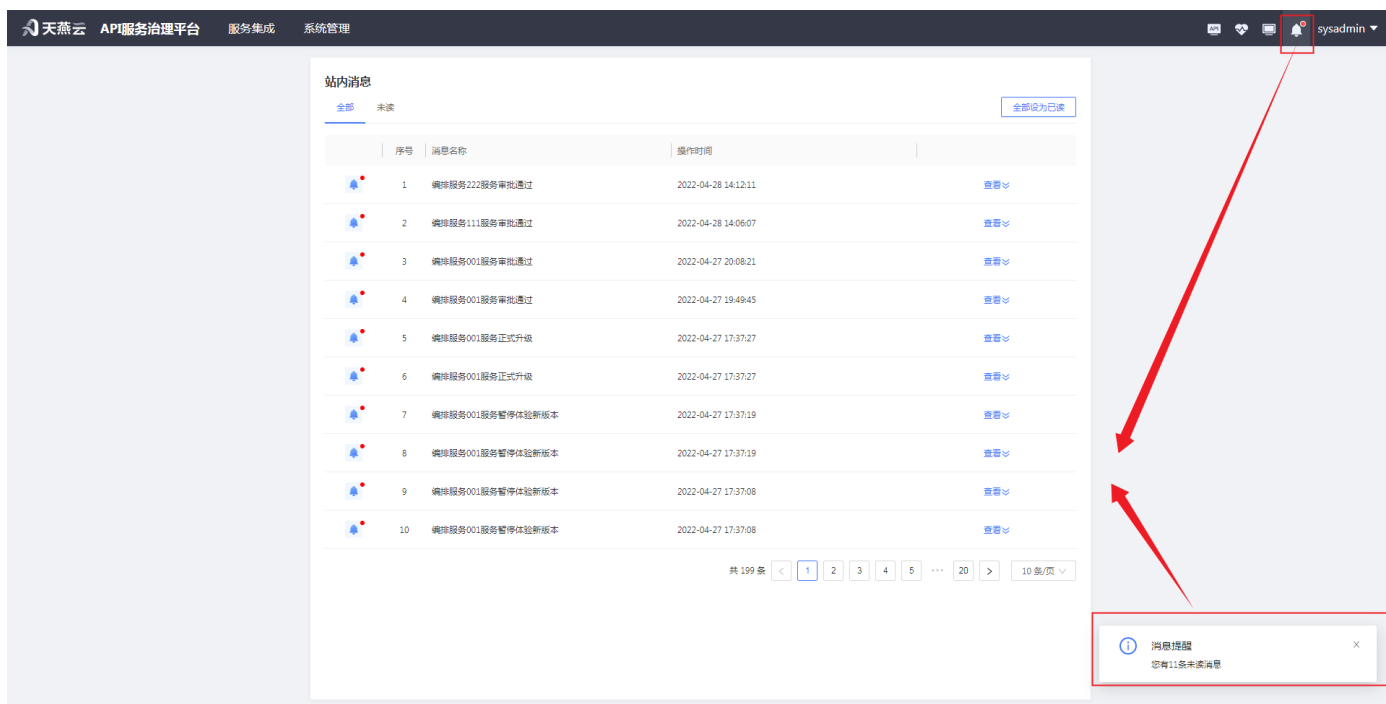 天燕云 API服务治理平台 服务集成 系统管理 API sysadmin
站内消息
全部 未读 全部设为已读
序号 消息名称 操作时间
1 编排服务222服务审批通过 2022-04-28 14:12:11 查看
2 编排服务111服务审批通过 2022-04-28 14:06:07 查看
3 编排服务001服务审批通过 2022-04-27 20:08:21 查看
4 编排服务001服务审批通过 2022-04-27 19:49:45 查看
5 编排服务001服务正式升级 2022-04-27 17:37:27 查看
6 编排服务001服务正式升级 2022-04-27 17:37:27 查看
7 编排服务001服务暂停体验新版本 2022-04-27 17:37:19 查看
8 编排服务001服务暂停体验新版本 2022-04-27 17:37:19 查看
9 编排服务001服务暂停体验新版本 2022-04-27 17:37:08 查看
10 编排服务001服务暂停体验新版本 2022-04-27 17:37:08 查看
共 199 条 < 1 2 3 4 5 ••• 20 > 10 条/页
消息提醒
您有11条未读消息